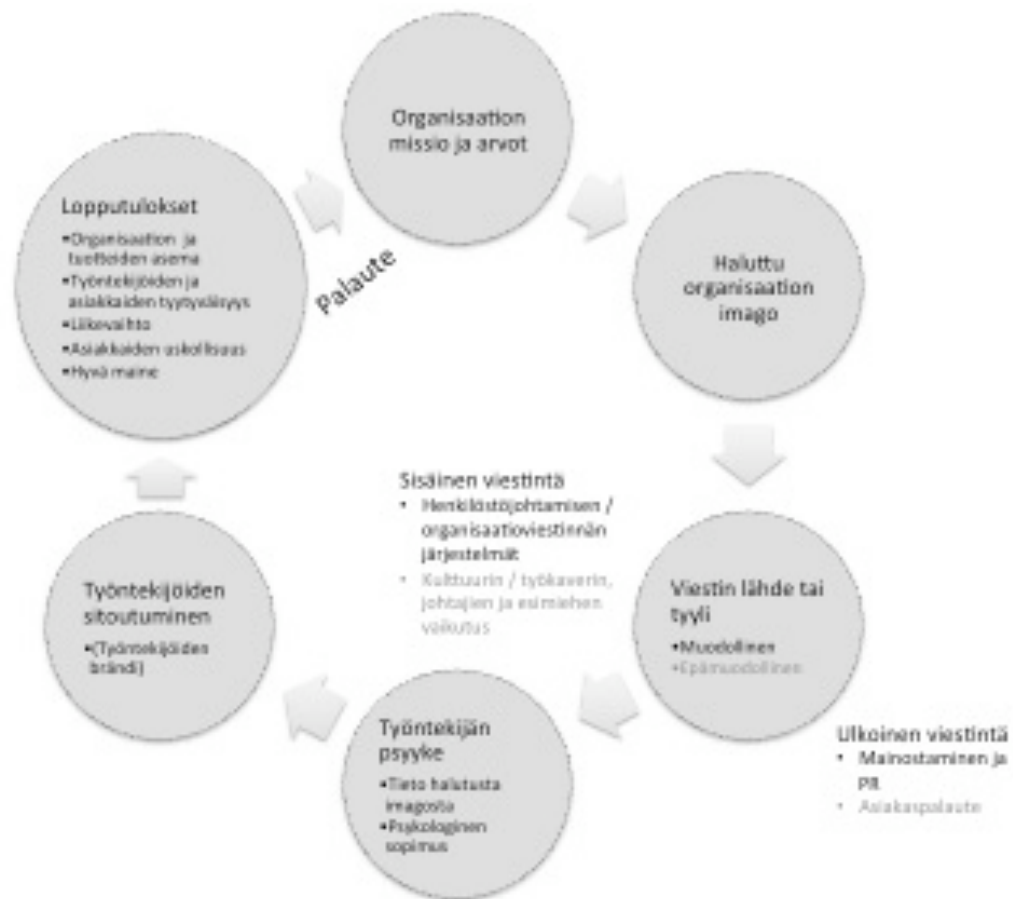 Organisaation
missio ja arvot
Haluttu
organisaation
imago
Viestin lähde tai
tyyli
•Muodollinen
•Epämuodollinen
Sisäinen viestintä
• Henkilöstöjohtamisen /
organisaatioviestinnän
järjestelmät
• Kulttuurin / työkaverin,
johtajien ja esimiehen
vaikutus
Ulkoinen viestintä
• Mainostaminen ja
PR
• Asiakaspalaute
Työntekijän
psyyke
•Tieto halutusta
imagosta
•Psykologinen
sopimus
Työntekijöiden
sitoutuminen
•(Työntekijöiden
brändi)
Lopputulokset
•Organisaation ja
tuotteiden asema
•Työntekijöiden ja
asiakkaiden tyytyväisyys
•Liikevaihto
•Asiakkaiden uskollisuus
•Hyvä maine
Palaute